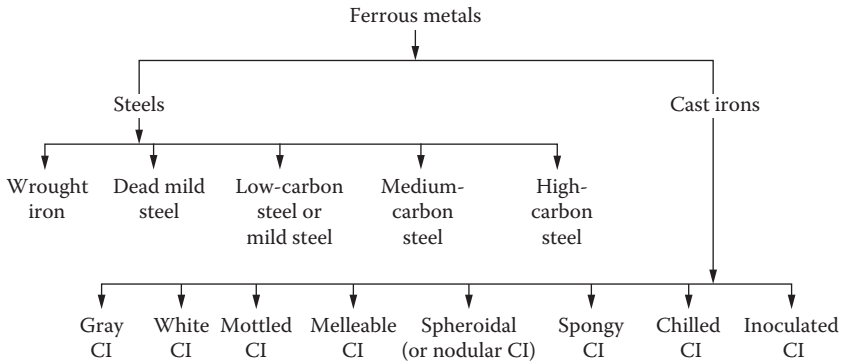 Ferrous metals
Steels
Cast irons
Wrought
iron
Dead mild
steel
Low-carbon
steel or
mild steel
Medium-
carbon
steel
High-
carbon
steel
Gray
CI
White
CI
Mottled
CI
Melleable
CI
Spheroidal
(or nodular CI)
Spongy
CI
Chilled
CI
Inoculated
CI